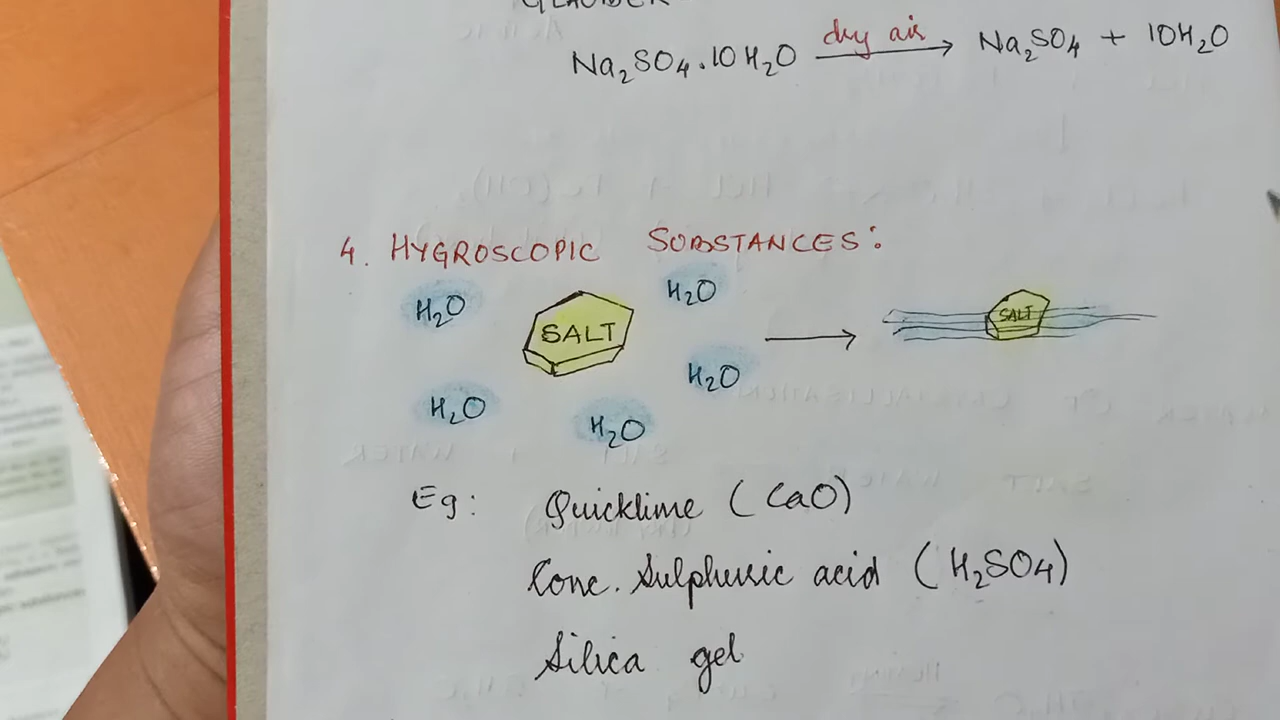 GLAUBER
Na₂SO₄.10H₂O dry air → Na₂SO₄ + 10H₂O
4. HYGROSCOPIC SUBSTANCES:
H₂O SALT H₂O → SALT
H₂O H₂O H₂O
Eg: Quicklime (CaO)
Conc. Sulphuric acid (H₂SO₄)
Silica gel